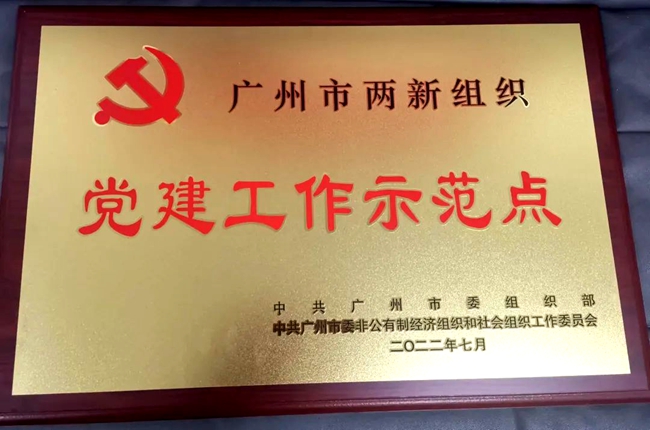 广州市两新组织
党建工作示范点
中共广州市委组织部
中共广州市委非公有制经济组织和社会组织工作委员会
二〇二二年七月